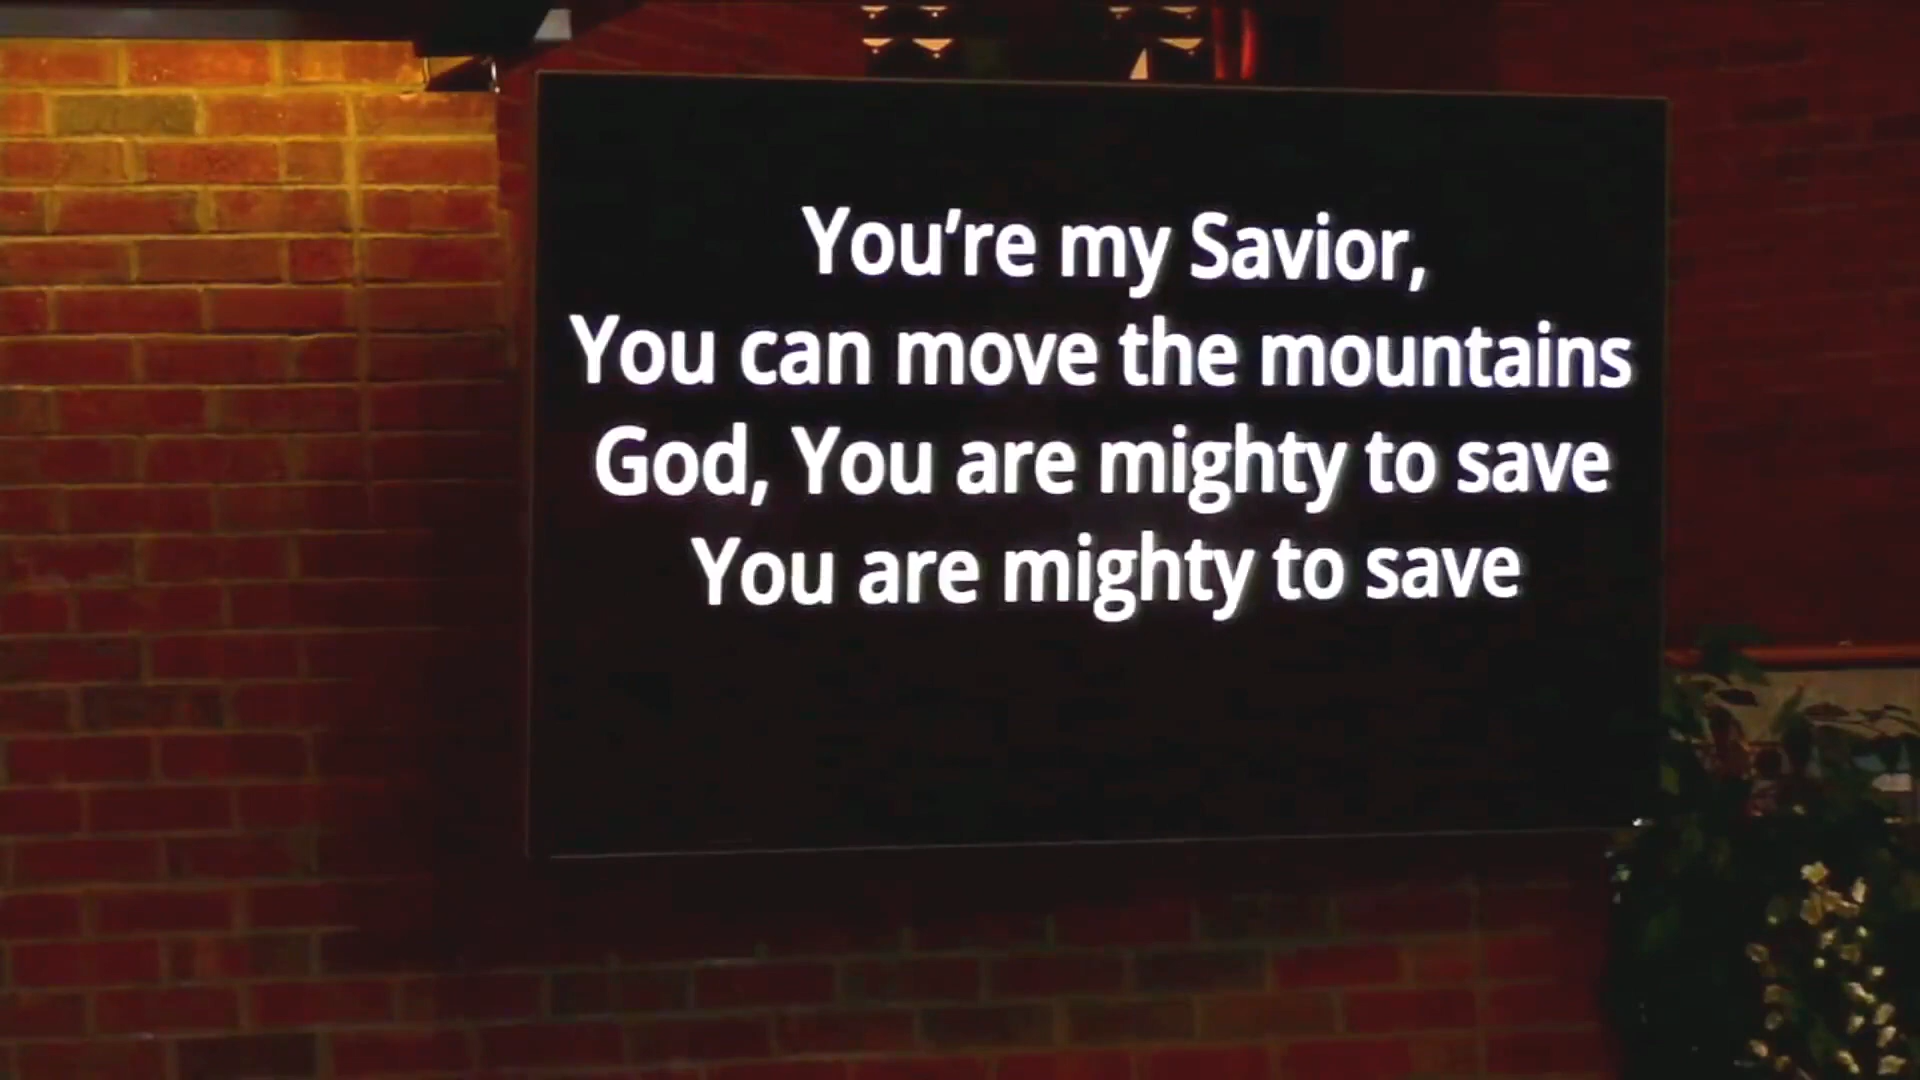 You’re my Savior,
You can move the mountains
God, You are mighty to save
You are mighty to save